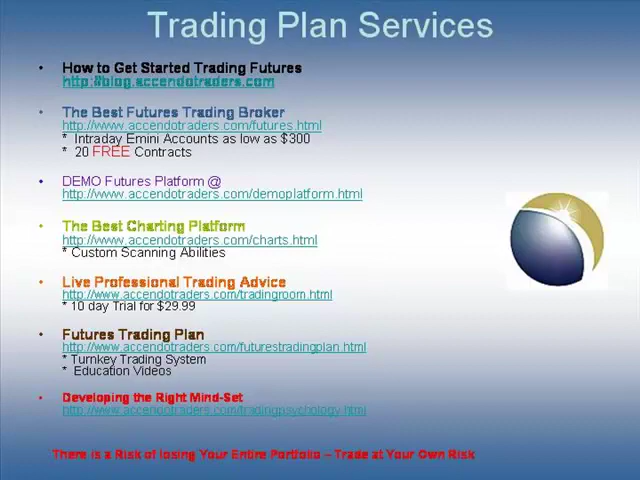 Trading Plan Services
• How to Get Started Trading Futures
http://blog.accendotraders.com
• The Best Futures Trading Broker
http://www.accendotraders.com/futures.html
* Intraday Emini Accounts as low as $300
* 20 FREE Contracts
• DEMO Futures Platform @
http://www.accendotraders.com/demoplatform.html
• The Best Charting Platform
http://www.accendotraders.com/charts.html
* Custom Scanning Abilities
• Live Professional Trading Advice
http://www.accendotraders.com/tradingroom.html
* 10 day Trial for $29.99
• Futures Trading Plan
http://www.accendotraders.com/futurestradingplan.html
* Turnkey Trading System
* Education Videos
• Developing the Right Mind-Set
http://www.accendotraders.com/tradingpsychology.html
There is a Risk of losing Your Entire Portfolio – Trade at Your Own Risk